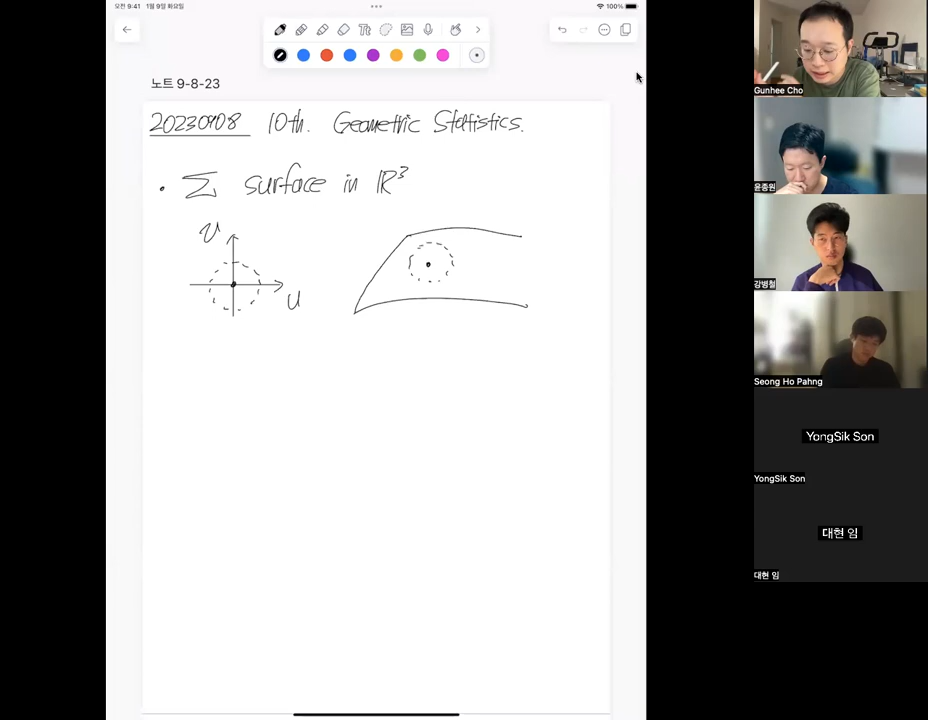 오전 9:41 1월 9일 화요일
100%
노트 9-8-23
20230908 10th. Geometric Statistics.
• Σ surface in ℝ³
v
u
Gunhee Cho
윤종원
강병철
Seong Ho Pahng
YongSik Son
YongSik Son
대현 임
대현 임